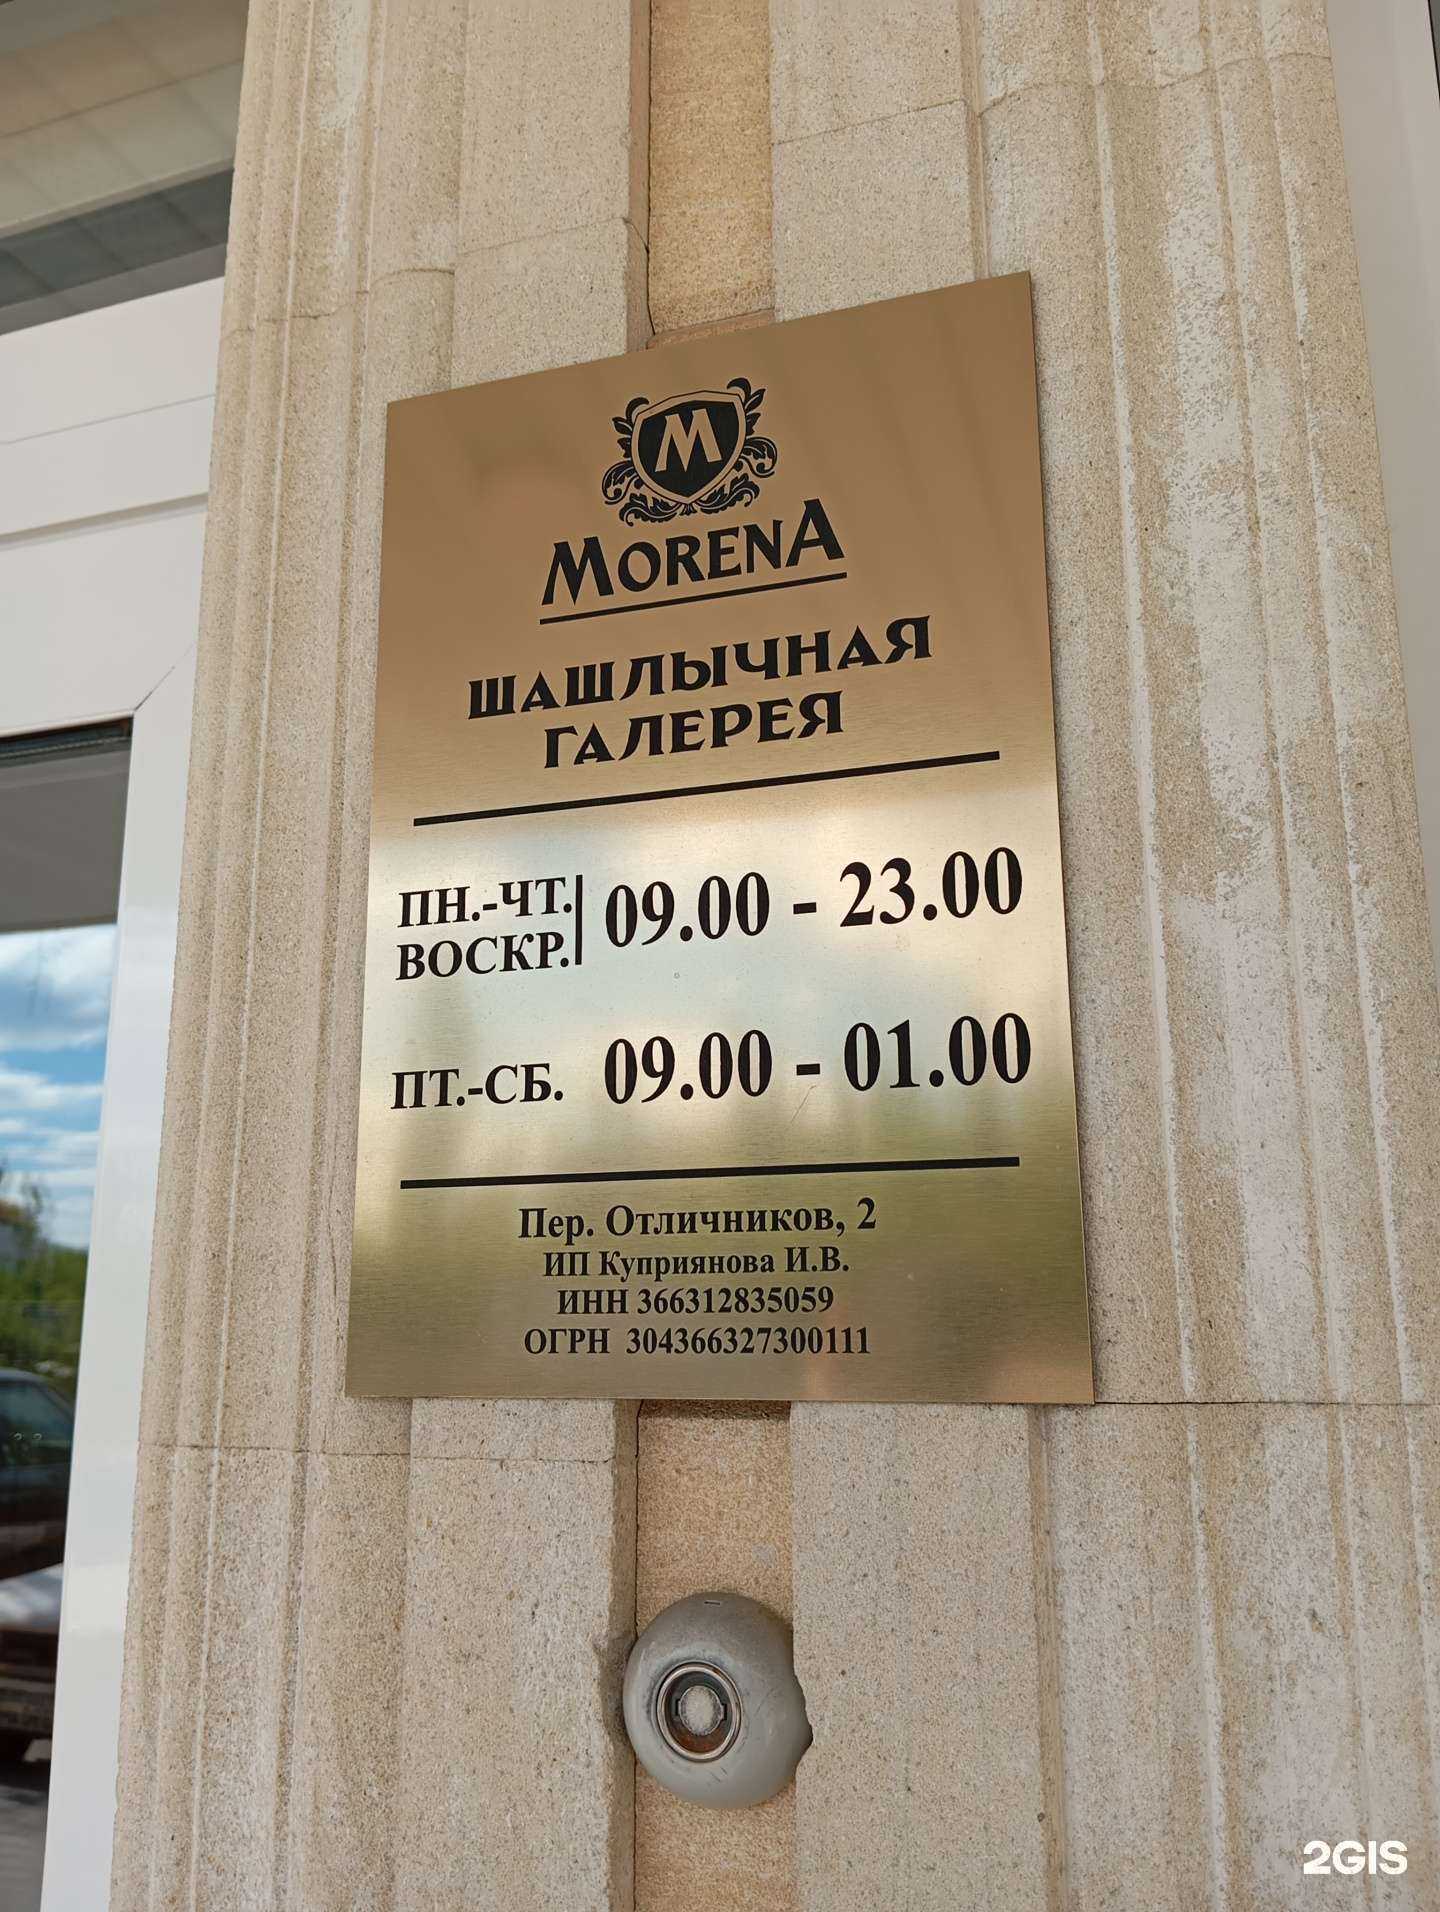 M
MORENA
ШАШЛЫЧНАЯ
ГАЛЕРЕЯ
ПН.-ЧТ. 09.00 - 23.00
ВОСКР.
ПТ.-СБ. 09.00 - 01.00
Пер. Отличников, 2
ИП Куприянова И.В.
ИНН 366312835059
ОГРН 304366327300111
2GIS